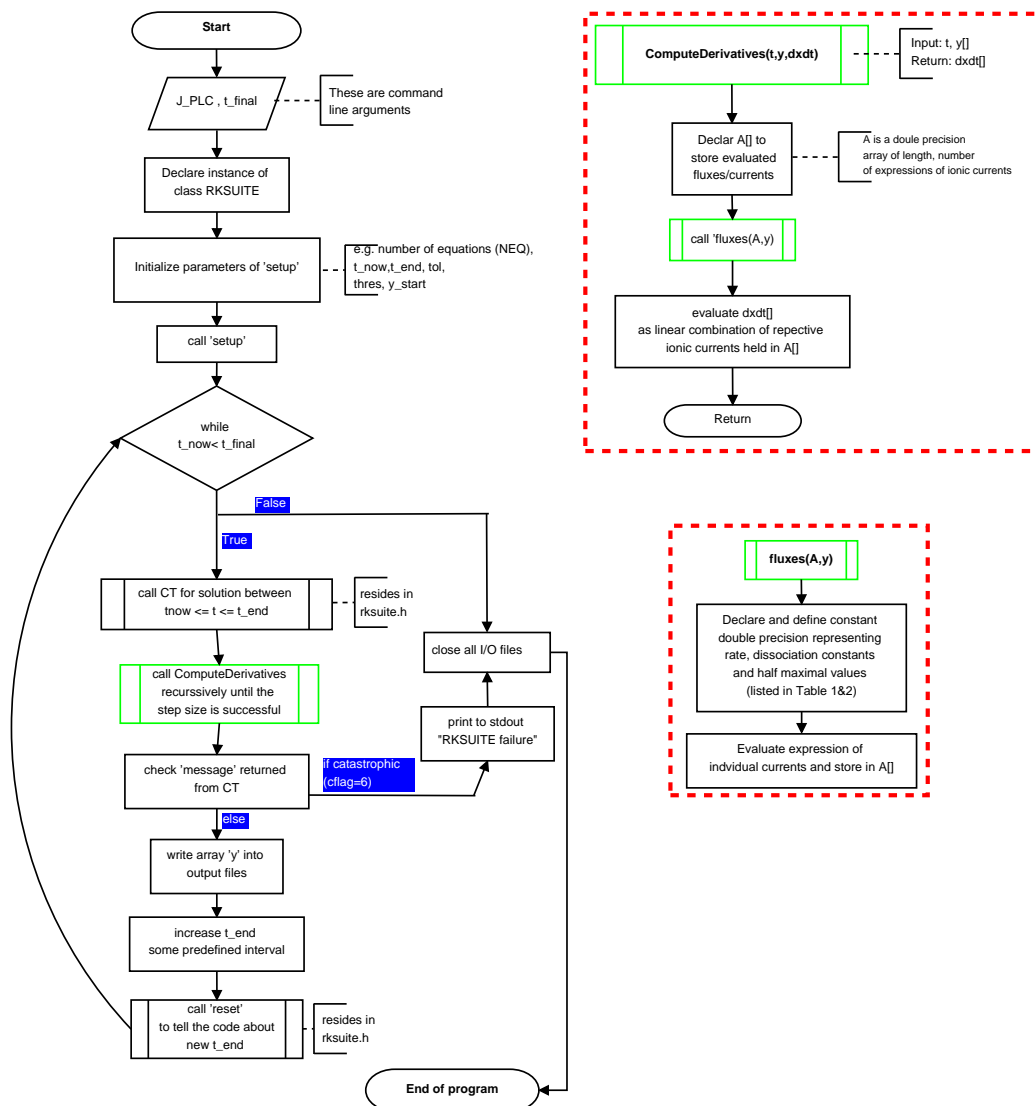 Start
J_PLC , t_final
These are command
line arguments
Declare instance of
class RKSUITE
Initialize parameters of 'setup'
e.g. number of equations (NEQ),
t_now,t_end, tol,
thres, y_start
call 'setup'
while
t_now< t_final
False
True
call CT for solution between
tnow <= t <= t_end
resides in
rksuite.h
call ComputeDerivatives
recurssively until the
step size is successful
check 'message' returned
from CT
if catastrophic
(cflag=6)
else
close all I/O files
print to stdout
"RKSUITE failure"
write array 'y' into
output files
increase t_end
some predefined interval
call 'reset'
to tell the code about
new t_end
resides in
rksuite.h
End of program
ComputeDerivatives(t,y,dxdt)
Input: t, y[]
Return: dxdt[]
Declar A[] to
store evaluated
fluxes/currents
A is a doule precision
array of length, number
of expressions of ionic currents
call 'fluxes(A,y)
evaluate dxdt[]
as linear combination of repective
ionic currents held in A[]
Return
fluxes(A,y)
Declare and define constant
double precision representing
rate, dissociation constants
and half maximal values
(listed in Table 1&2)
Evaluate expression of
indvidual currents and store in A[]